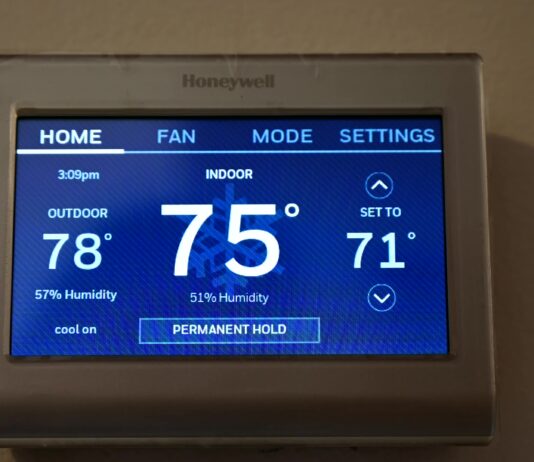 Honeywell
HOME FAN MODE SETTINGS
3:09pm
INDOOR
OUTDOOR
78°
75°
SET TO
71°
57% Humidity
51% Humidity
cool on
PERMANENT HOLD